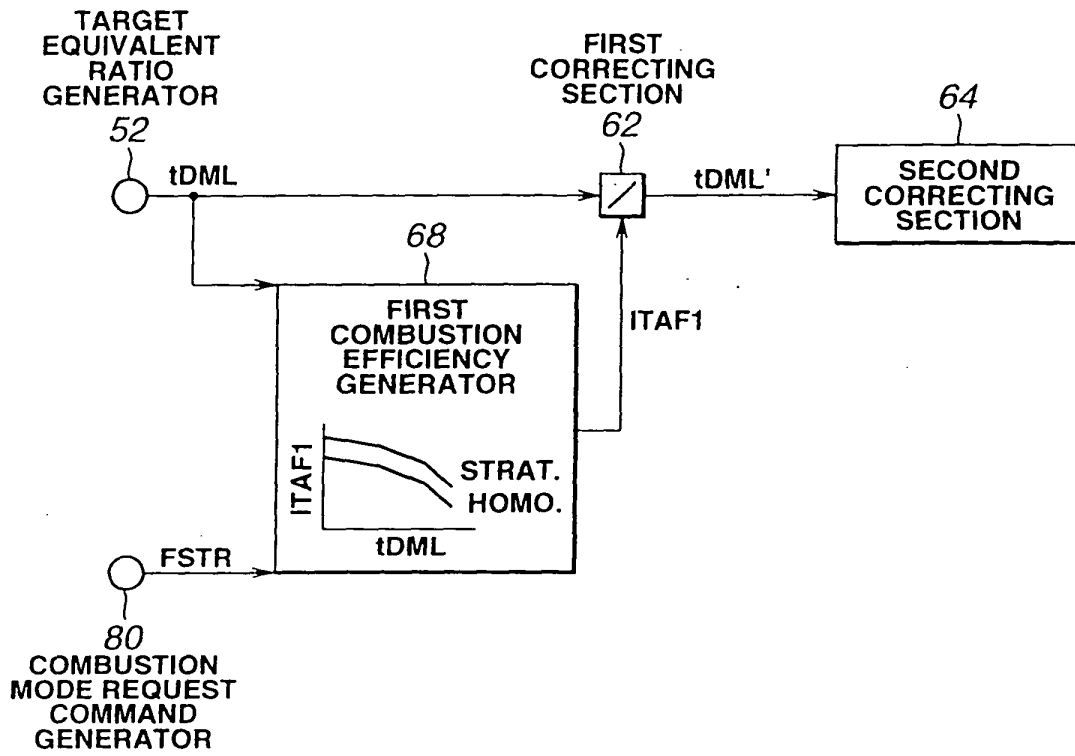 TARGET
EQUIVALENT
RATIO
GENERATOR
52
tDML
FIRST
CORRECTING
SECTION
62
tDML'
64
SECOND
CORRECTING
SECTION
68
FIRST
COMBUSTION
EFFICIENCY
GENERATOR
ITAF1
STRAT.
HOMO.
tDML
ITAF1
FSTR
80
COMBUSTION
MODE REQUEST
COMMAND
GENERATOR